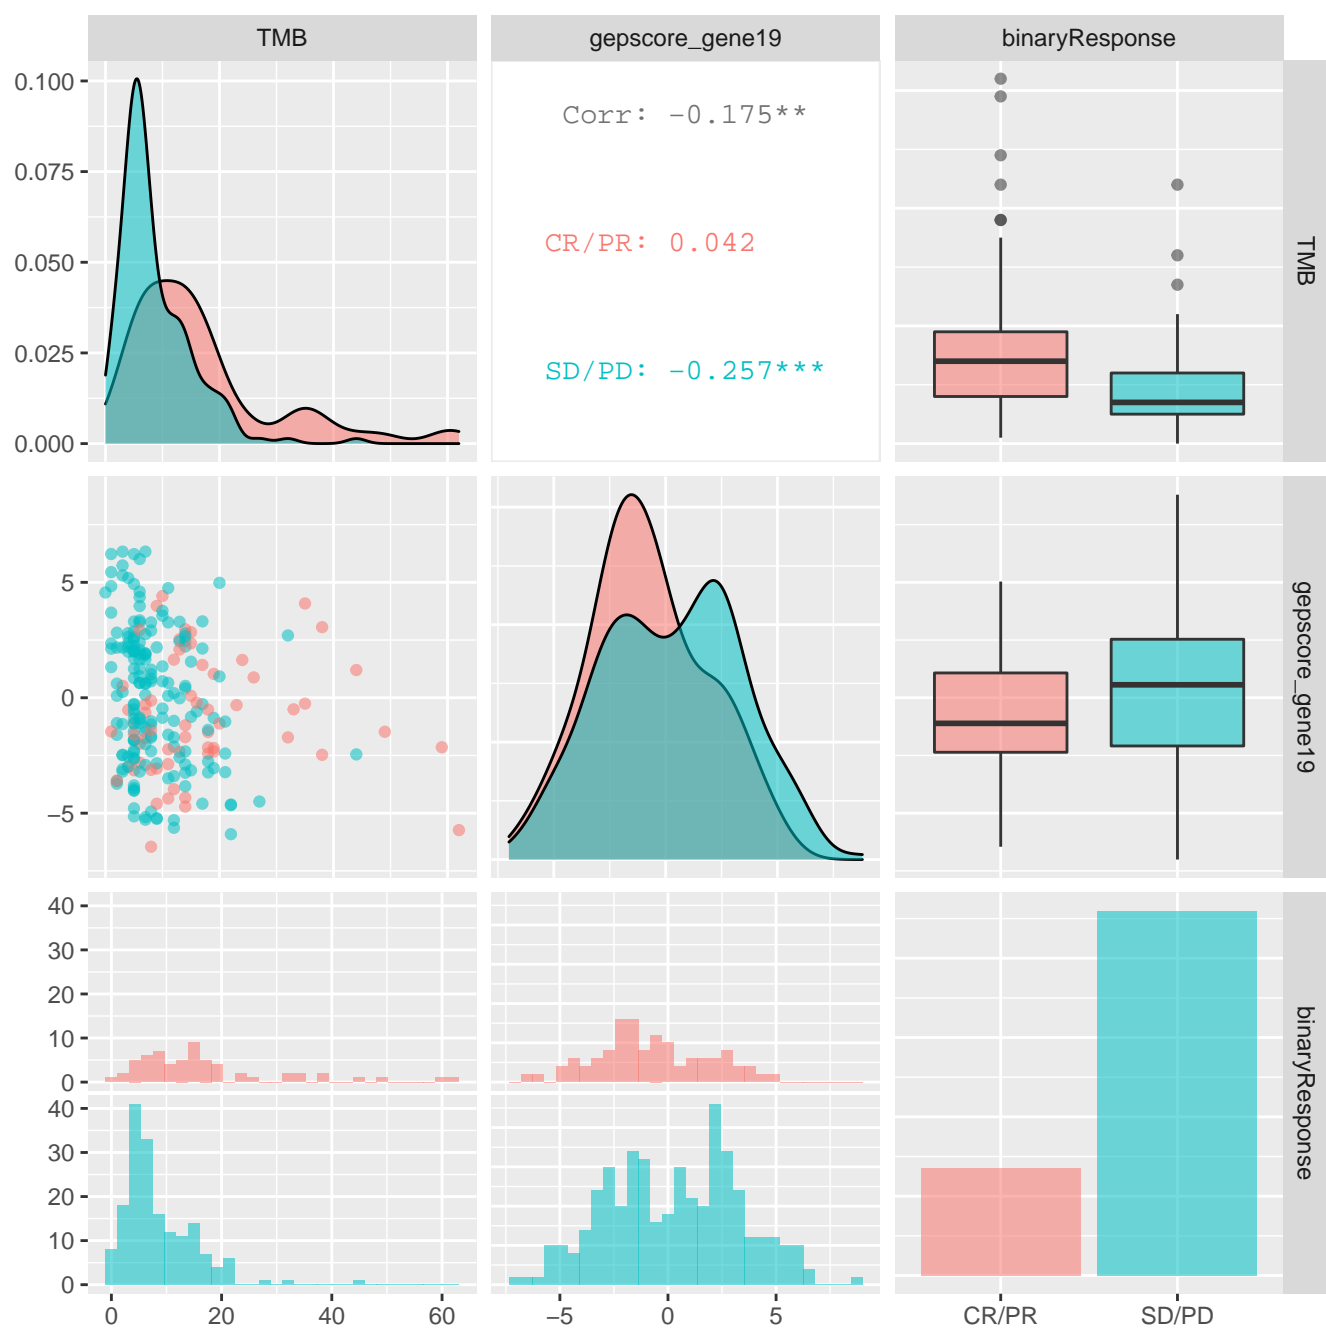 TMB
gepscore_gene19
binaryResponse
0.100
0.075
0.050
0.025
0.000
Corr: -0.175**
CR/PR: 0.042
SD/PD: -0.257***
TMB
5
0
−5
gepscore_gene19
40
30
20
10
0
40
30
20
10
0
binaryResponse
0 20 40 60
−5 0 5
CR/PR SD/PD